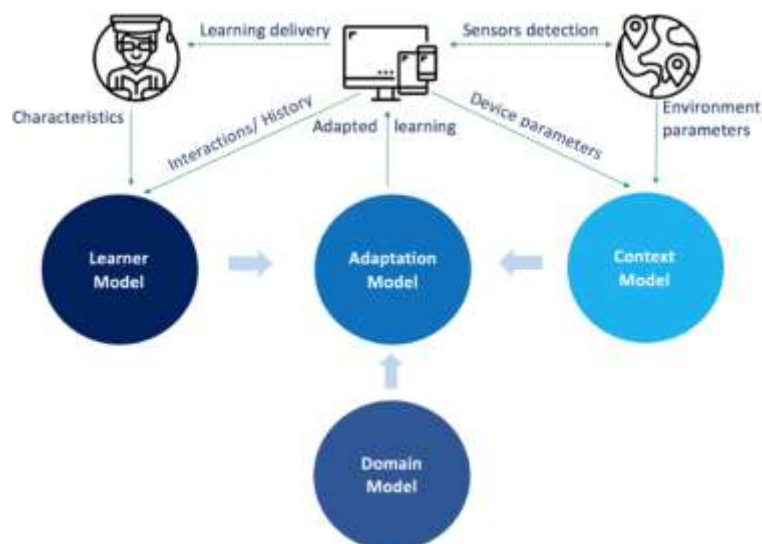 Learning delivery
Sensors detection
Characteristics
Interactions/ History
Adapted learning
Device parameters
Environment
parameters
Learner
Model
Adaptation
Model
Context
Model
Domain
Model